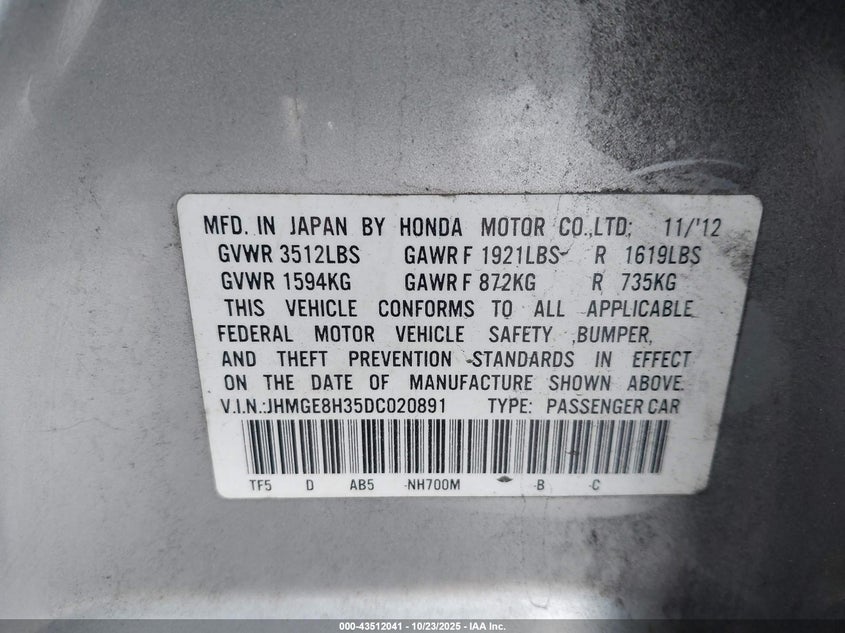 MFD. IN JAPAN BY HONDA MOTOR CO.,LTD; 11/'12
GVWR 3512LBS GAWR F 1921LBS R 1619LBS
GVWR 1594KG GAWR F 872KG R 735KG
THIS VEHICLE CONFORMS TO ALL APPLICABLE
FEDERAL MOTOR VEHICLE SAFETY ,BUMPER,
AND THEFT PREVENTION STANDARDS IN EFFECT
ON THE DATE OF MANUFACTURE SHOWN ABOVE.
V.I.N.:JHMGE8H35DC020891 TYPE: PASSENGER CAR
TF5 D AB5 -NH700M -B -C
000-43512041 - 10/23/2025 - IAA Inc.